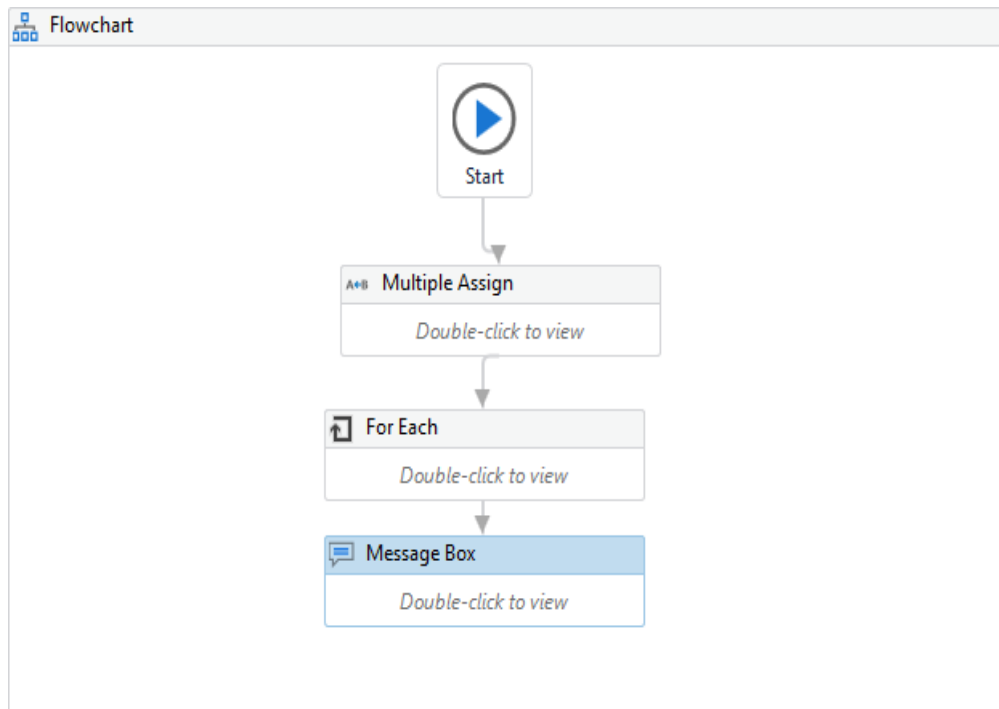 Flowchart
Start
A B Multiple Assign
Double-click to view
For Each
Double-click to view
Message Box
Double-click to view